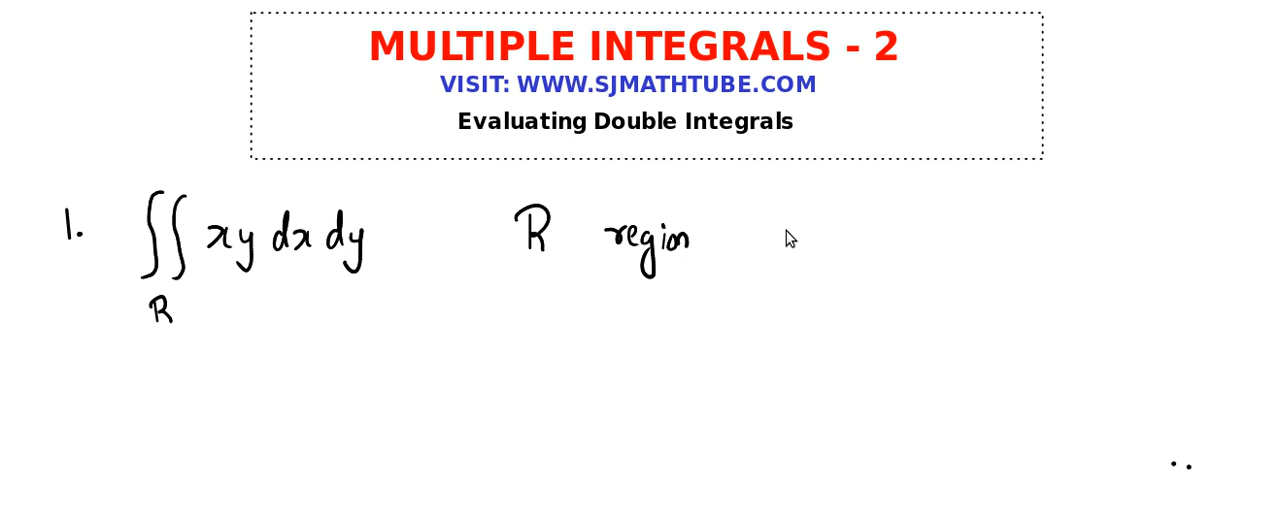 MULTIPLE INTEGRALS - 2
VISIT: WWW.SJMATHTUBE.COM
Evaluating Double Integrals
1. ∬ xy dx dy R region
R